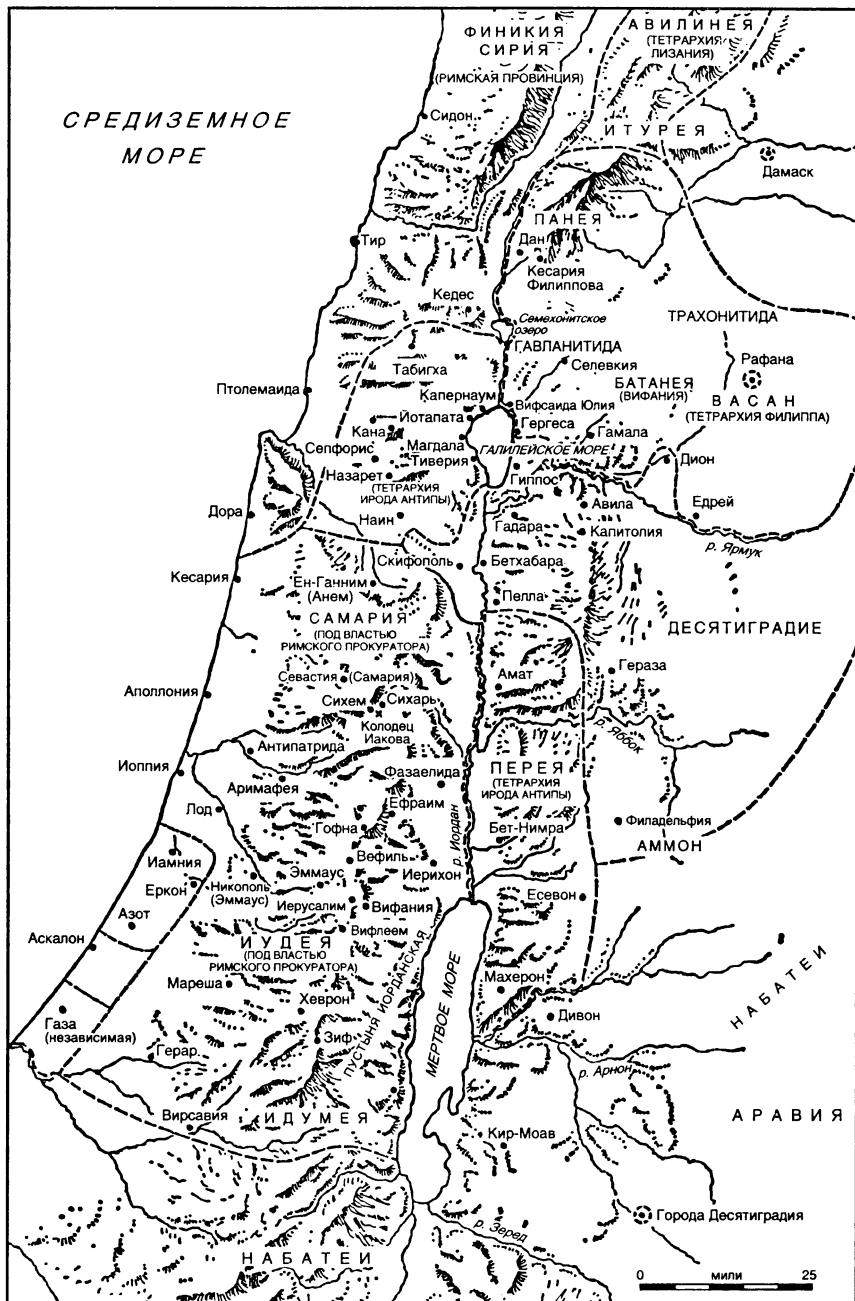 ФИНИКИЯ
СИРИЯ
(РИМСКАЯ ПРОВИНЦИЯ)
АВИЛИНЕЯ
(ТЕТРАРХИЯ
ЛИЗАНИЯ)
СРЕДИЗЕМНОЕ
МОРЕ
Сидон
ИТУРЕЯ
Дамаск
ПАНЕЯ
Тир
Дан
Кесария
Филиппова
Кедес
Семехонитское
озеро
ТРАХОНИТИДА
ГАВЛАНИТИДА
Табигха
Селевкия
Рафана
Птолемаида
Капернаум
БАТАНЕЯ
(ВИФАНИЯ)
ВАСАН
(ТЕТРАРХИЯ ФИЛИППА)
Вифсаида Юлия
Йотапата
Кана
Гергеса
Гамала
Магдала
Сепфорис
ГАЛИЛЕЙСКОЕ МОРЕ
Тиверия
Дион
Назарет
Гиппос
(ТЕТРАРХИЯ
ИРОДА АНТИПЫ)
Дора
Наин
Гадара
Авила
Едрей
Капитолия
р. Ярмук
Скифополь
Бетхабара
Кесария
Ен-Ганним
(Анем)
Пелла
САМАРИЯ
(ПОД ВЛАСТЬЮ
РИМСКОГО ПРОКУРАТОРА)
ДЕСЯТИГРАДИЕ
Севастия (Самария)
Амат
Гераза
Аполлония
Сихем
Сихарь
Колодец
Иакова
р. Яббок
Антипатрида
Иоппия
Фазаелида
ПЕРЕЯ
(ТЕТРАРХИЯ
ИРОДА АНТИПЫ)
Аримафея
Лод
Ефраим
Гофна
р. Иордан
Бет-Нимра
Филадельфия
АММОН
Иамния
Вефиль
Еркон
Никополь
(Эммаус)
Эммаус
Иерихон
Азот
Иерусалим
Вифания
Есевон
Аскалон
Вифлеем
ИУДЕЯ
(ПОД ВЛАСТЬЮ
РИМСКОГО ПРОКУРАТОРА)
ПУСТЫНЯ ИОРДАНСКАЯ
Мареша
Махерон
НАБАТЕИ
Хеврон
МЕРТВОЕ МОРЕ
Газа
(независимая)
Дивон
Герар
Зиф
р. Арнон
Вирсавия
ИДУМЕЯ
АРАВИЯ
Кир-Моав
Города Десятиградия
НАБАТЕИ
р. Зеред
0 мили 25